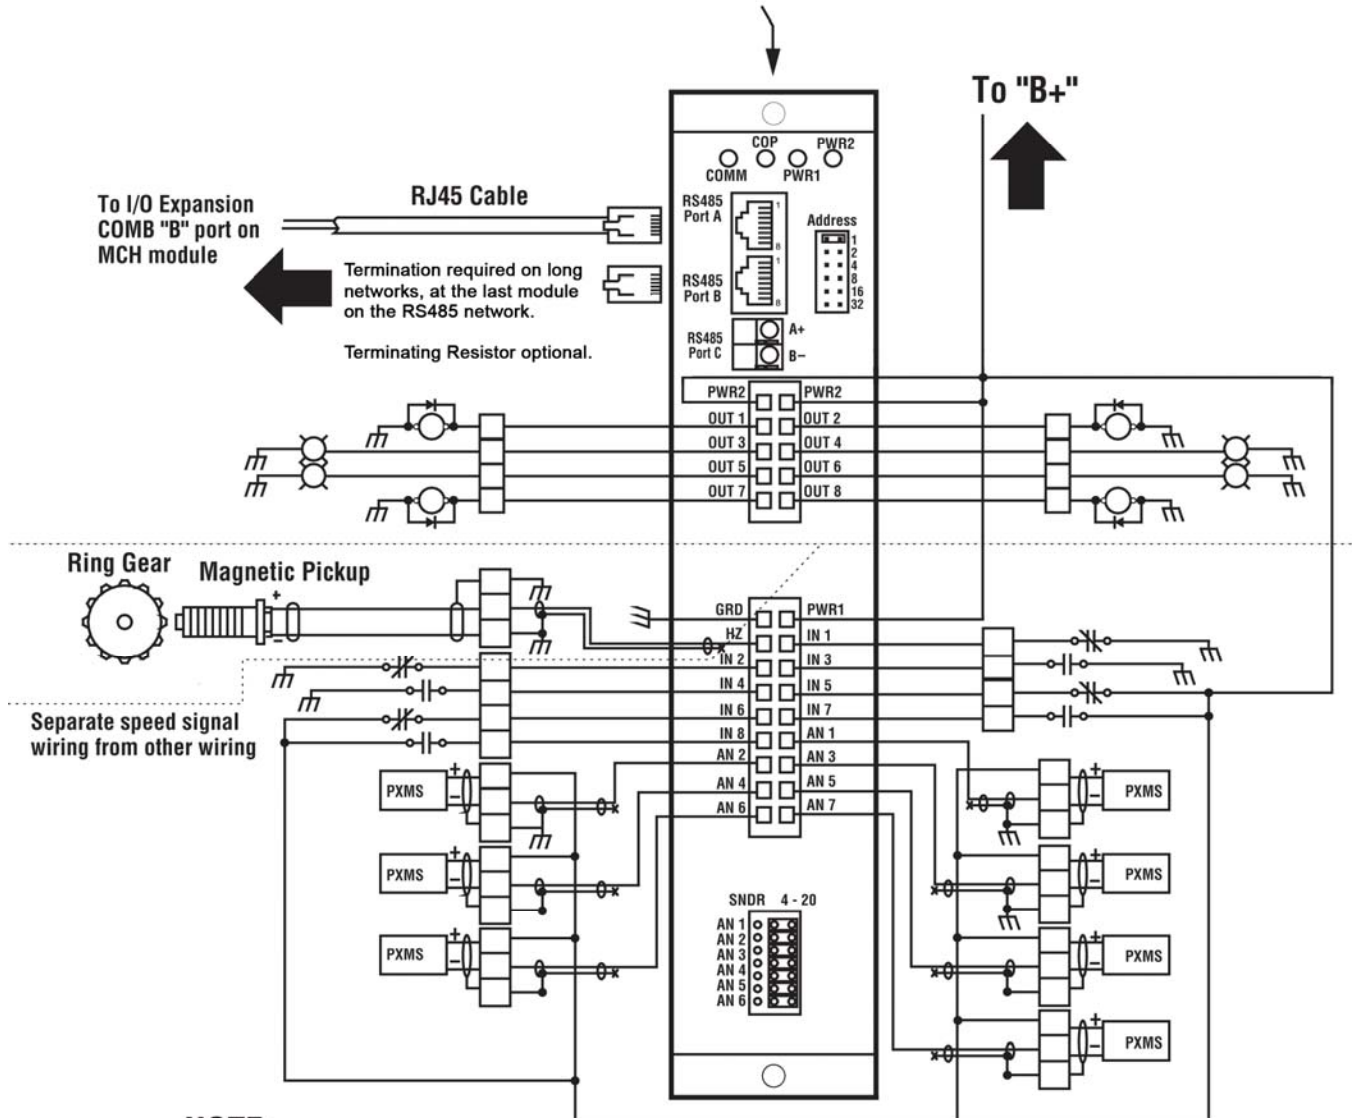 To "B+"
COP
PWR2
COMM
PWR1
RJ45 Cable
To I/O Expansion
COMB "B" port on
MCH module
RS485
Port A
1
8
Address
1
2
4
8
16
32
Termination required on long
networks, at the last module
on the RS485 network.
Terminating Resistor optional.
RS485
Port B
1
8
RS485
Port C
A+
B–
PWR2
PWR2
OUT 1
OUT 2
OUT 3
OUT 4
OUT 5
OUT 6
OUT 7
OUT 8
Ring Gear
Magnetic Pickup
+
–
GRD
PWR1
HZ
IN 1
IN 2
IN 3
IN 4
IN 5
IN 6
IN 7
IN 8
AN 1
AN 2
AN 3
AN 4
AN 5
AN 6
AN 7
Separate speed signal
wiring from other wiring
PXMS
+
–
PXMS
+
–
PXMS
+
–
+
–
PXMS
+
–
PXMS
+
–
PXMS
+
–
PXMS
SNDR 4 - 20
AN 1
AN 2
AN 3
AN 4
AN 5
AN 6